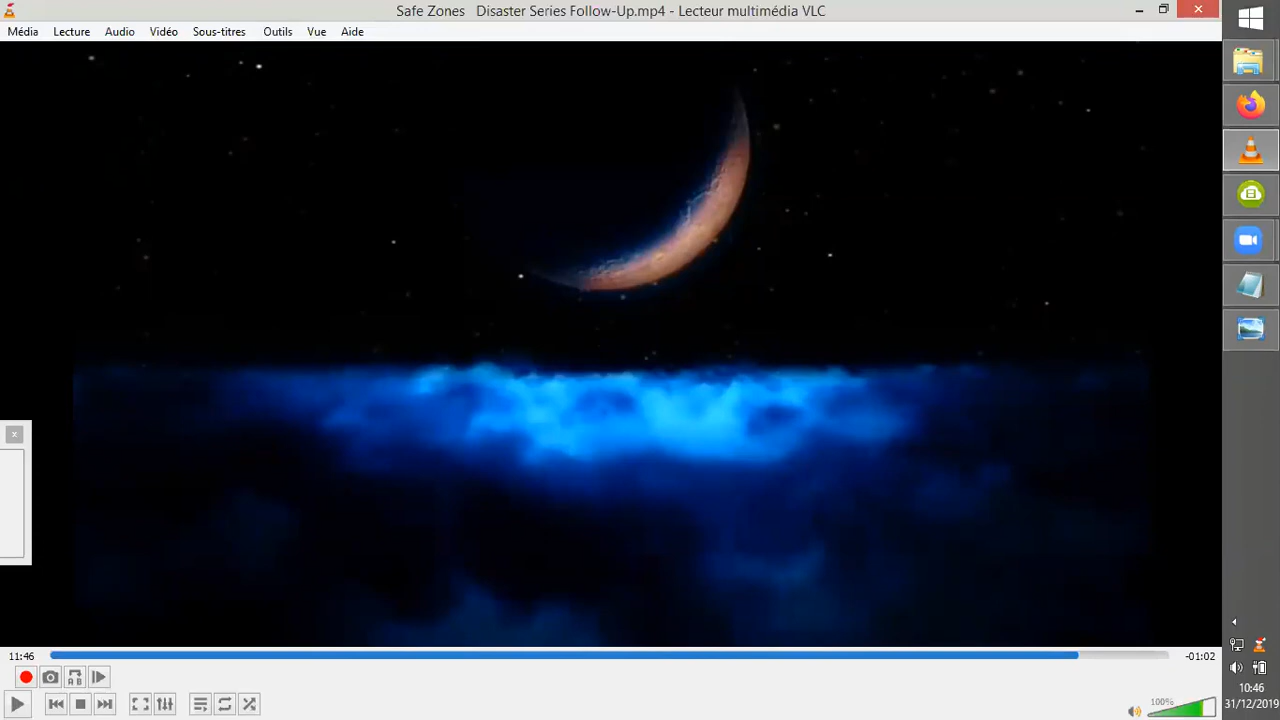 Safe Zones   Disaster Series Follow-Up.mp4 - Lecteur multimédia VLC
Média Lecture Audio Vidéo Sous-titres Outils Vue Aide
x
11:46 -01:02
A B
100%
10:46
31/12/2019